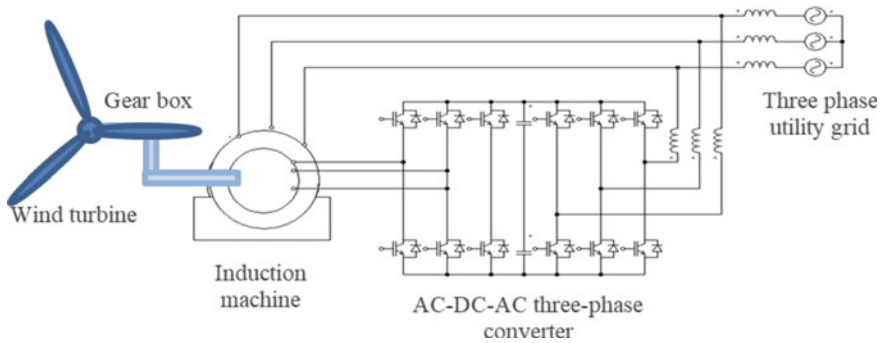 Gear box
Three phase
utility grid
Wind turbine
Induction
machine
AC-DC-AC three-phase
converter